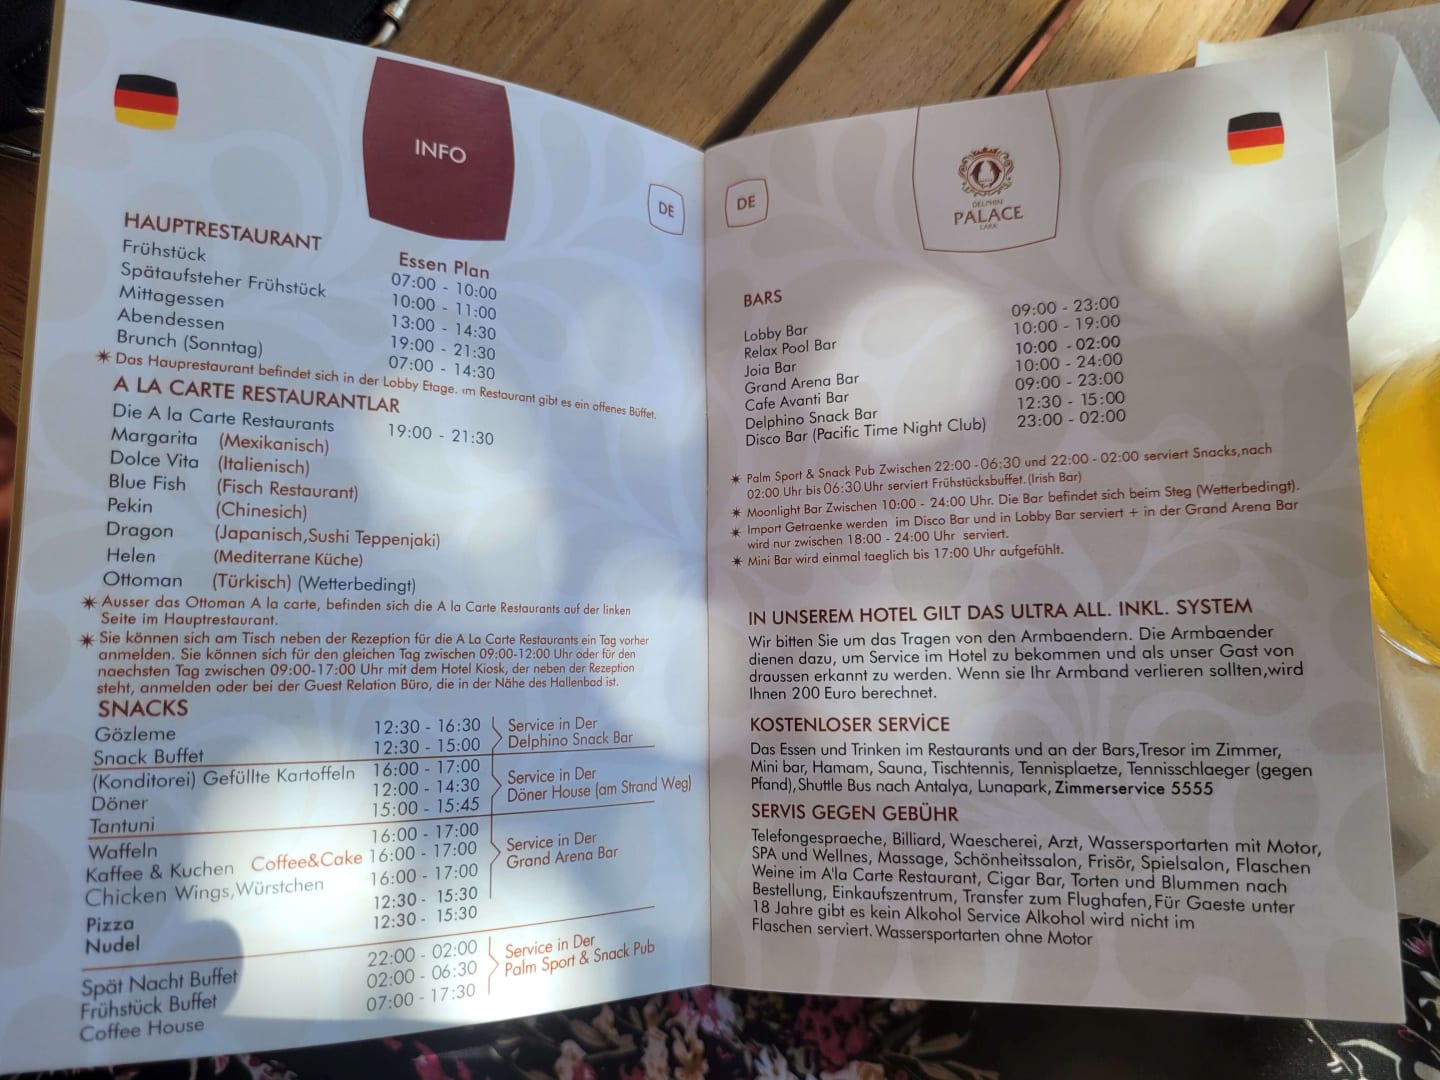 INFO
DE
HAUPTRESTAURANT
Essen Plan
Frühstück 07:00 - 10:00
Spätaufsteher Frühstück 10:00 - 11:00
Mittagessen 13:00 - 14:30
Abendessen 19:00 - 21:30
Brunch (Sonntag) 07:00 - 14:30
✷ Das Hauprestaurant befindet sich in der Lobby Etage. ım Restaurant gibt es ein offenes Büffet.
A LA CARTE RESTAURANTLAR
Die A la Carte Restaurants 19:00 - 21:30
Margarita (Mexikanisch)
Dolce Vita (Italienisch)
Blue Fish (Fisch Restaurant)
Pekin (Chinesich)
Dragon (Japanisch,Sushi Teppenjaki)
Helen (Mediterrane Küche)
Ottoman (Türkisch) (Wetterbedingt)
✷ Ausser das Ottoman A la carte, befinden sich die A la Carte Restaurants auf der linken
Seite im Hauptrestaurant.
✷ Sie können sich am Tisch neben der Rezeption für die A La Carte Restaurants ein Tag vorher
anmelden. Sie können sich für den gleichen Tag zwischen 09:00-12:00 Uhr oder für den
naechsten Tag zwischen 09:00-17:00 Uhr mit dem Hotel Kiosk, der neben der Rezeption
steht, anmelden oder bei der Guest Relation Büro, die in der Nähe des Hallenbad ist.
SNACKS
Gözleme 12:30 - 16:30 Service in Der
Snack Buffet 12:30 - 15:00 Delphino Snack Bar
(Konditorei) Gefüllte Kartoffeln 16:00 - 17:00 Service in Der
Döner 12:00 - 14:30 Döner House (am Strand Weg)
Tantuni 15:00 - 15:45
Waffeln 16:00 - 17:00 Service in Der
Kaffee & Kuchen Coffee&Cake 16:00 - 17:00 Grand Arena Bar
Chicken Wings,Würstchen 16:00 - 17:00
Pizza 12:30 - 15:30
Nudel 12:30 - 15:30
Spät Nacht Buffet 22:00 - 02:00 Service in Der
Frühstück Buffet 02:00 - 06:30 Palm Sport & Snack Pub
Coffee House 07:00 - 17:30
DE
DELPHIN
PALACE
LARA
BARS
Lobby Bar 09:00 - 23:00
Relax Pool Bar 10:00 - 19:00
Joia Bar 10:00 - 02:00
Grand Arena Bar 10:00 - 24:00
Cafe Avanti Bar 09:00 - 23:00
Delphino Snack Bar 12:30 - 15:00
Disco Bar (Pacific Time Night Club) 23:00 - 02:00
✷ Palm Sport & Snack Pub Zwischen 22:00 - 06:30 und 22:00 - 02:00 serviert Snacks,nach
02:00 Uhr bis 06:30 Uhr serviert Frühstücksbuffet.(Irish Bar)
✷ Moonlight Bar Zwischen 10:00 - 24:00 Uhr. Die Bar befindet sich beim Steg (Wetterbedingt).
✷ Import Getraenke werden im Disco Bar und in Lobby Bar serviert + in der Grand Arena Bar
wird nur zwischen 18:00 - 24:00 Uhr serviert.
✷ Mini Bar wird einmal taeglich bis 17:00 Uhr aufgefühlt.
IN UNSEREM HOTEL GILT DAS ULTRA ALL. INKL. SYSTEM
Wir bitten Sie um das Tragen von den Armbaendern. Die Armbaender
dienen dazu, um Service im Hotel zu bekommen und als unser Gast von
draussen erkannt zu werden. Wenn sie Ihr Armband verlieren sollten,wird
Ihnen 200 Euro berechnet.
KOSTENLOSER SERVİCE
Das Essen und Trinken im Restaurants und an der Bars,Tresor im Zimmer,
Mini bar, Hamam, Sauna, Tischtennis, Tennisplaetze, Tennisschlaeger (gegen
Pfand),Shuttle Bus nach Antalya, Lunapark, Zimmerservice 5555
SERVIS GEGEN GEBÜHR
Telefongespraeche, Billiard, Waescherei, Arzt, Wassersportarten mit Motor,
SPA und Wellnes, Massage, Schönheitssalon, Frisör, Spielsalon, Flaschen
Weine im A'la Carte Restaurant, Cigar Bar, Torten und Blummen nach
Bestellung, Einkaufszentrum, Transfer zum Flughafen,Für Gaeste unter
18 Jahre gibt es kein Alkohol Service Alkohol wird nicht im
Flaschen serviert. Wassersportarten ohne Motor